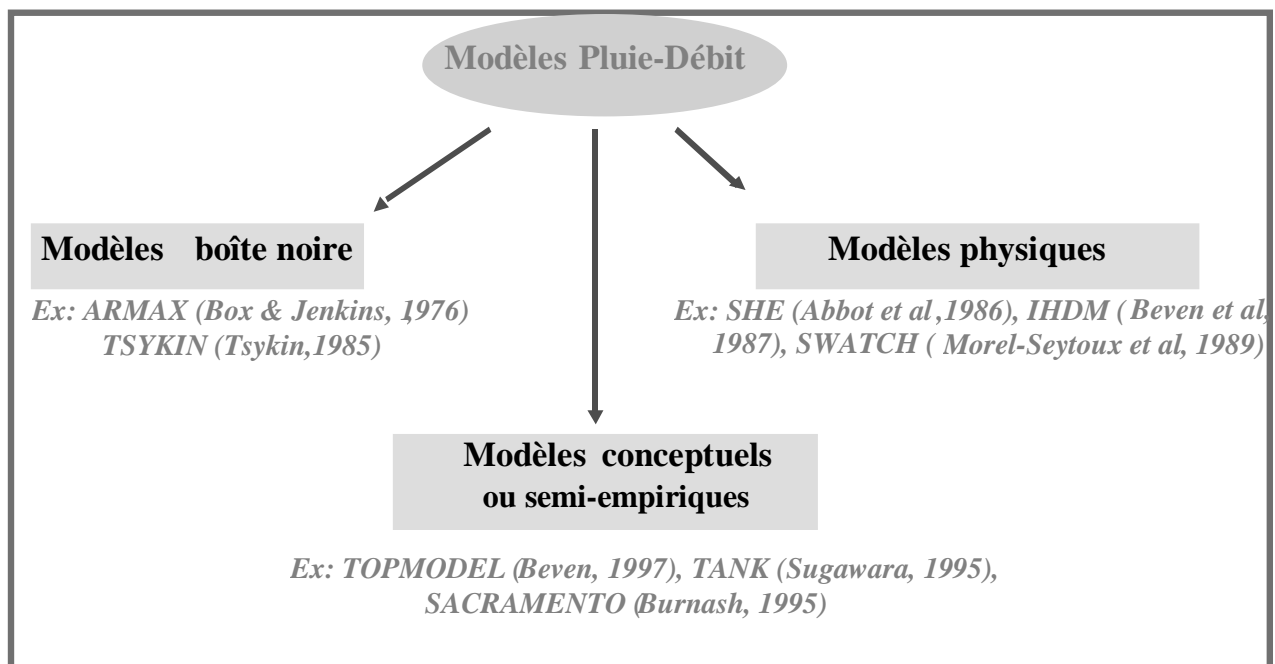 Modèles Pluie-Débit
Modèles boîte noire
Ex: ARMAX (Box & Jenkins, 1976)
TSYKIN (Tsykin,1985)
Modèles physiques
Ex: SHE (Abbot et al ,1986), IHDM ( Beven et al,
1987), SWATCH ( Morel-Seytoux et al, 1989)
Modèles conceptuels
ou semi-empiriques
Ex: TOPMODEL (Beven, 1997), TANK (Sugawara, 1995),
SACRAMENTO (Burnash, 1995)